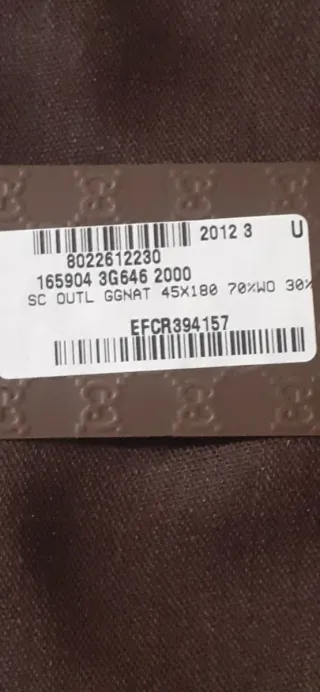 2012 3 U
8022612230
165904 3G646 2000
SC OUTL GGNAT 45X180 70%WO 30%
EFCR394157